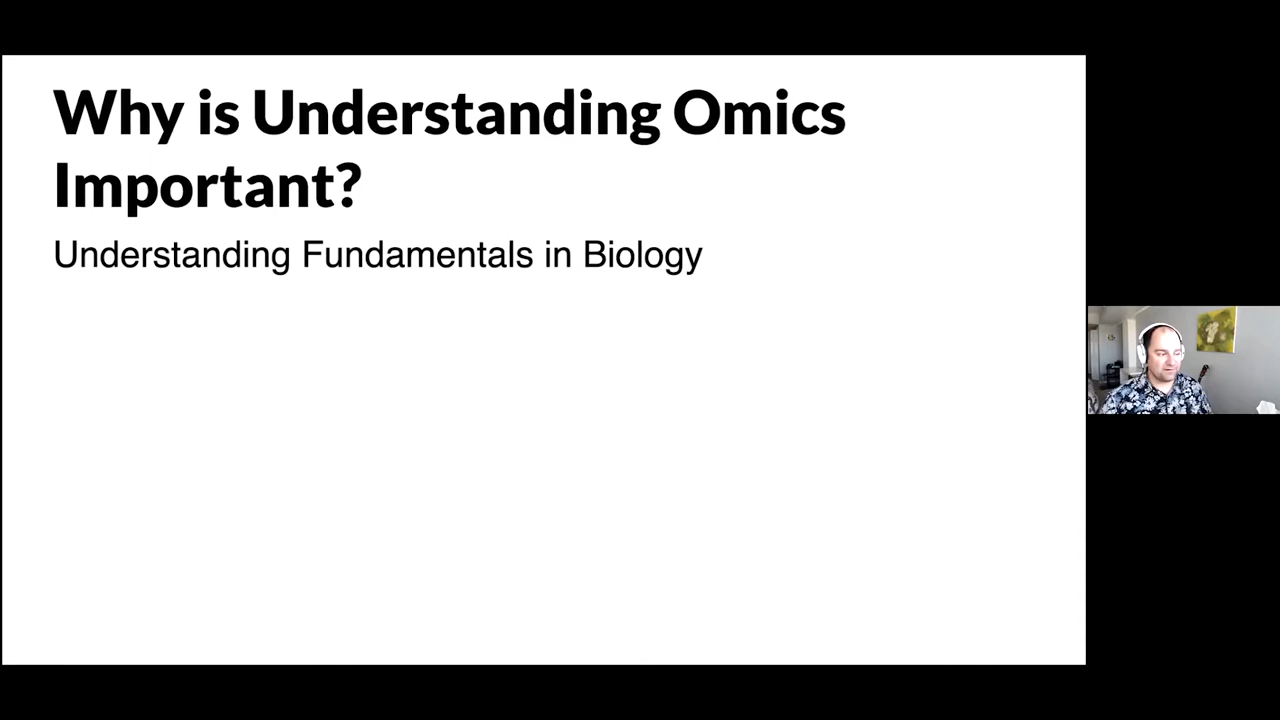 Why is Understanding Omics
Important?
Understanding Fundamentals in Biology